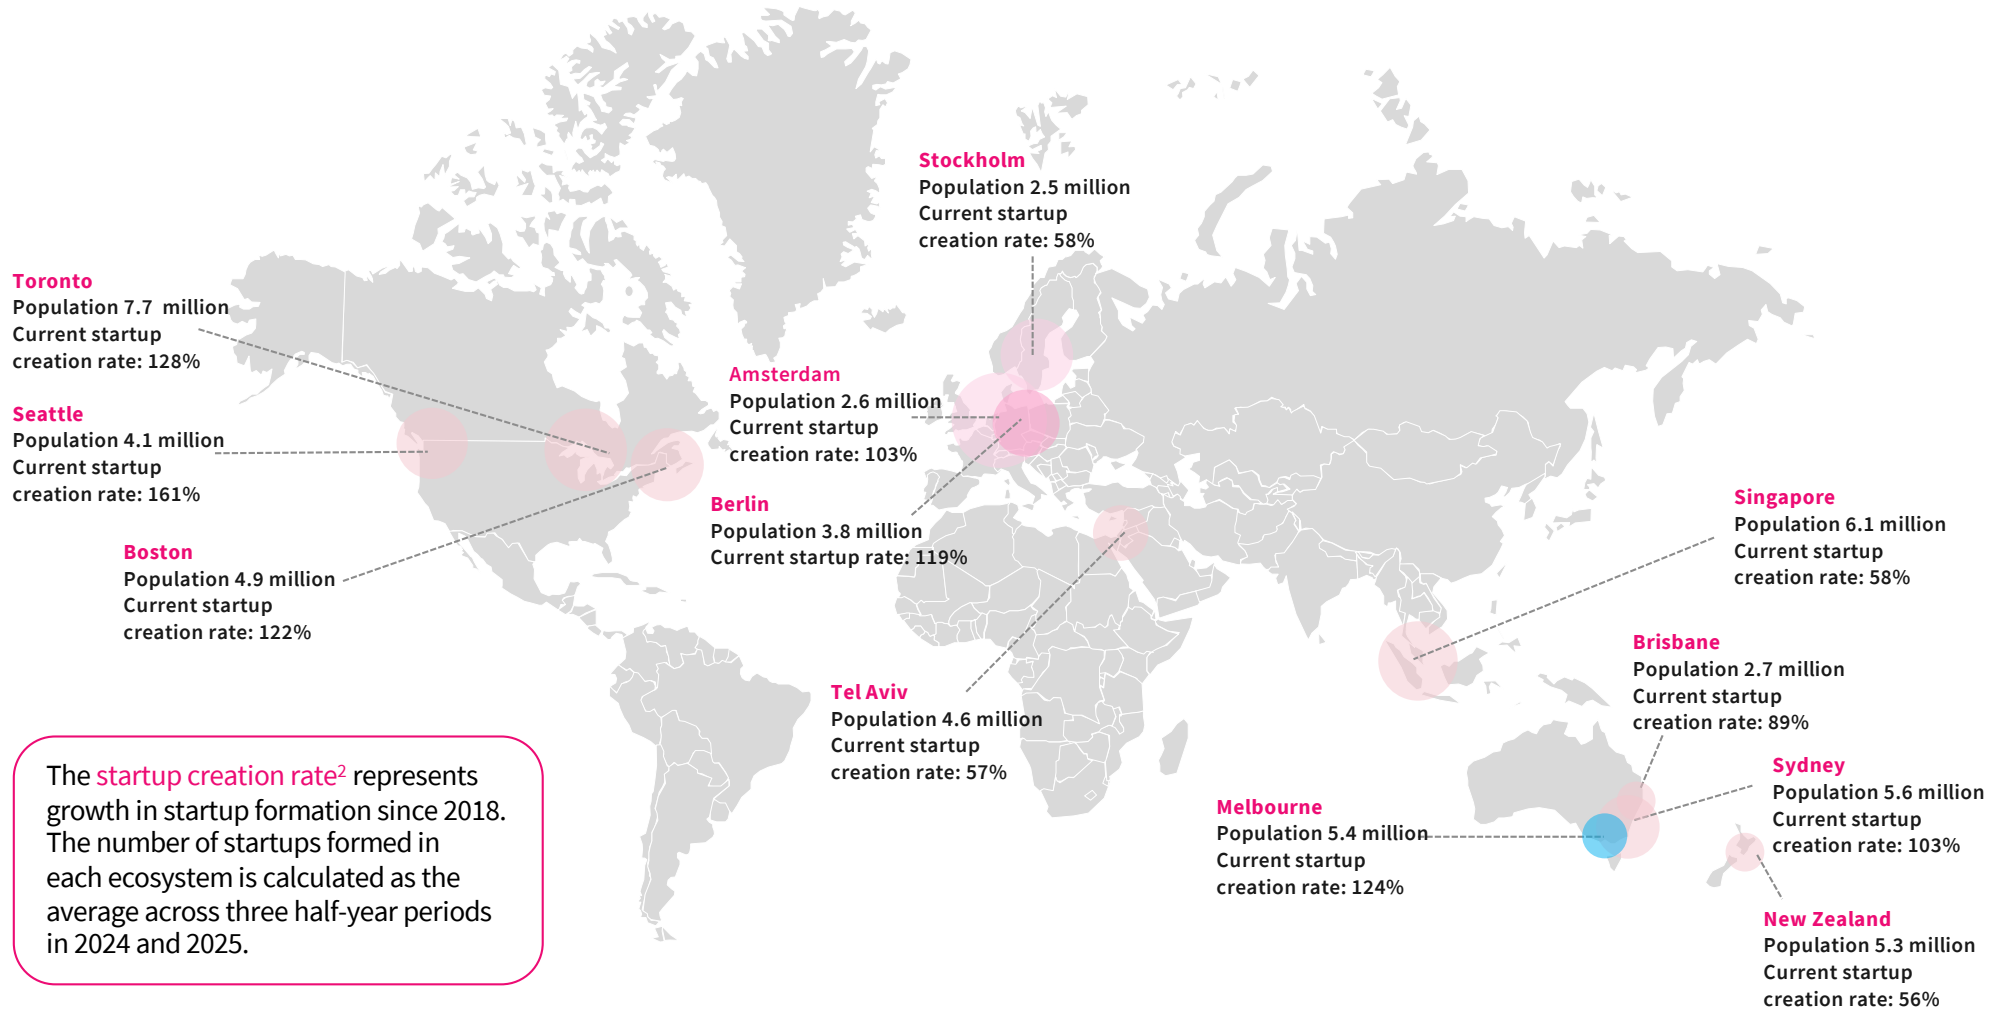 Stockholm
Population 2.5 million
Current startup
creation rate: 58%
Toronto
Population 7.7  million
Current startup
creation rate: 128%
Seattle
Population 4.1 million
Current startup
creation rate: 161%
Boston
Population 4.9 million
Current startup
creation rate: 122%
Amsterdam
Population 2.6 million
Current startup
creation rate: 103%
Berlin
Population 3.8 million
Current startup rate: 119%
Tel Aviv
Population 4.6 million
Current startup
creation rate: 57%
Singapore
Population 6.1 million
Current startup
creation rate: 58%
Brisbane
Population 2.7 million
Current startup
creation rate: 89%
Sydney
Population 5.6 million
Current startup
creation rate: 103%
Melbourne
Population 5.4 million
Current startup
creation rate: 124%
New Zealand
Population 5.3 million
Current startup
creation rate: 56%
The startup creation rate² represents
growth in startup formation since 2018.
The number of startups formed in
each ecosystem is calculated as the
average across three half-year periods
in 2024 and 2025.